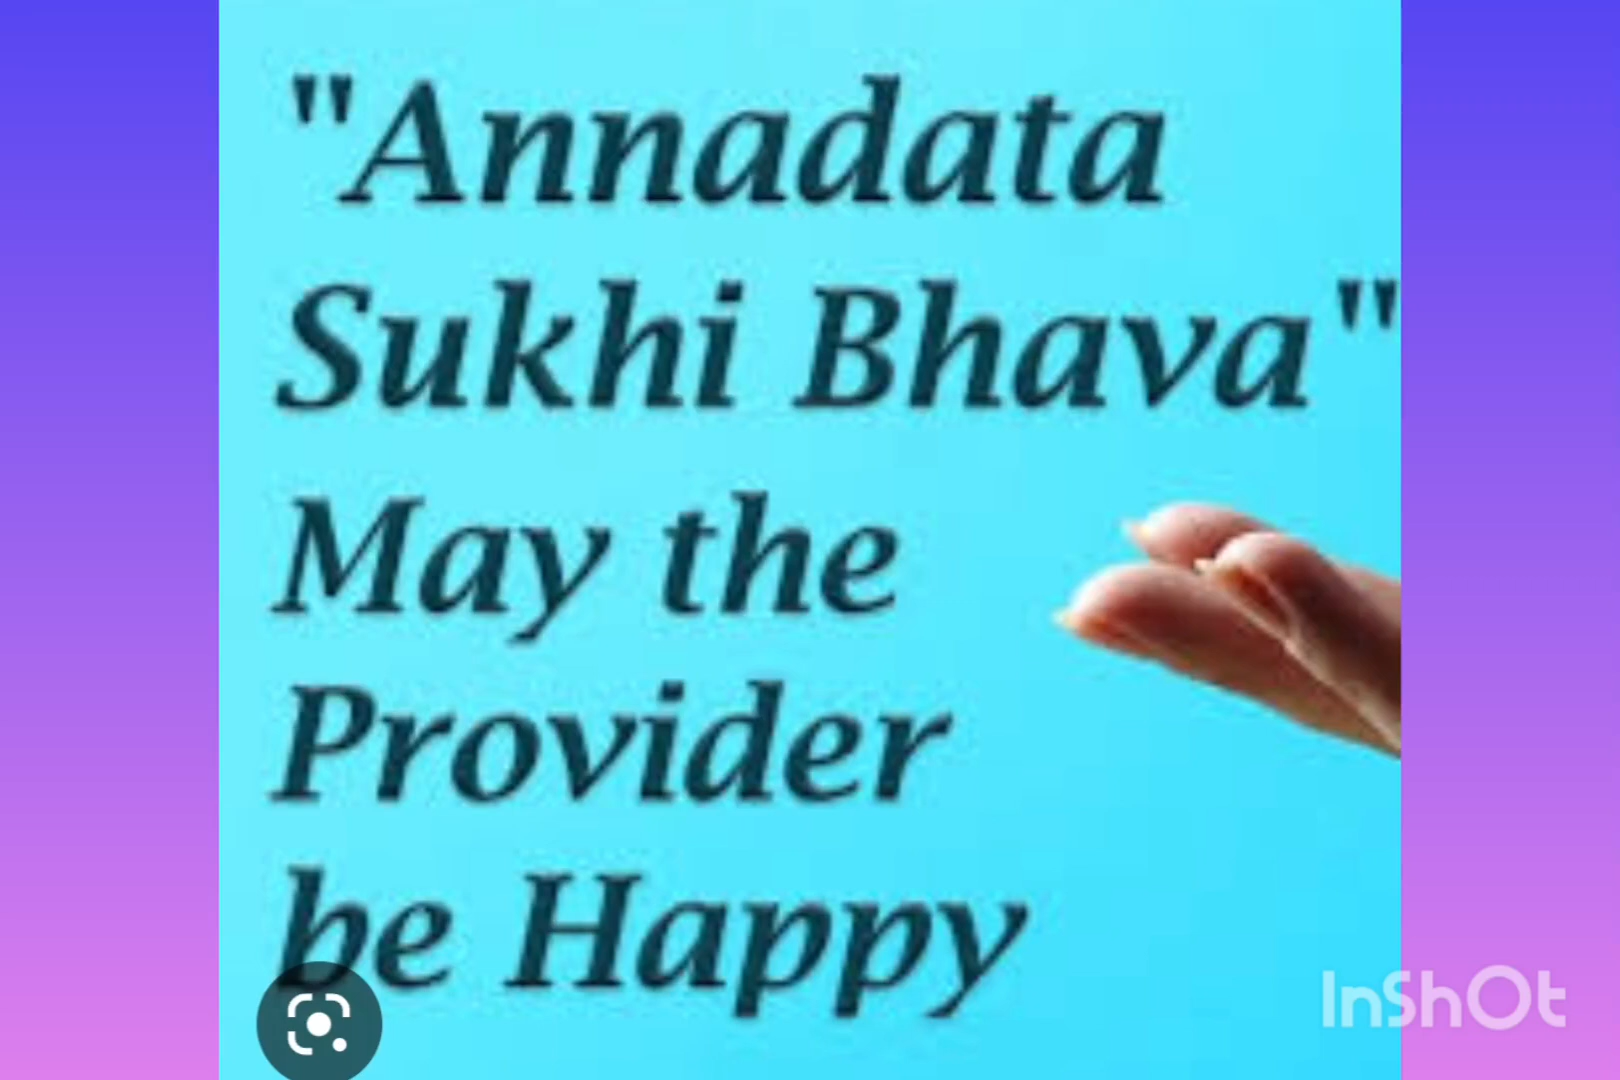 "Annadata
Sukhi Bhava"
May the
Provider
be Happy
InShOt